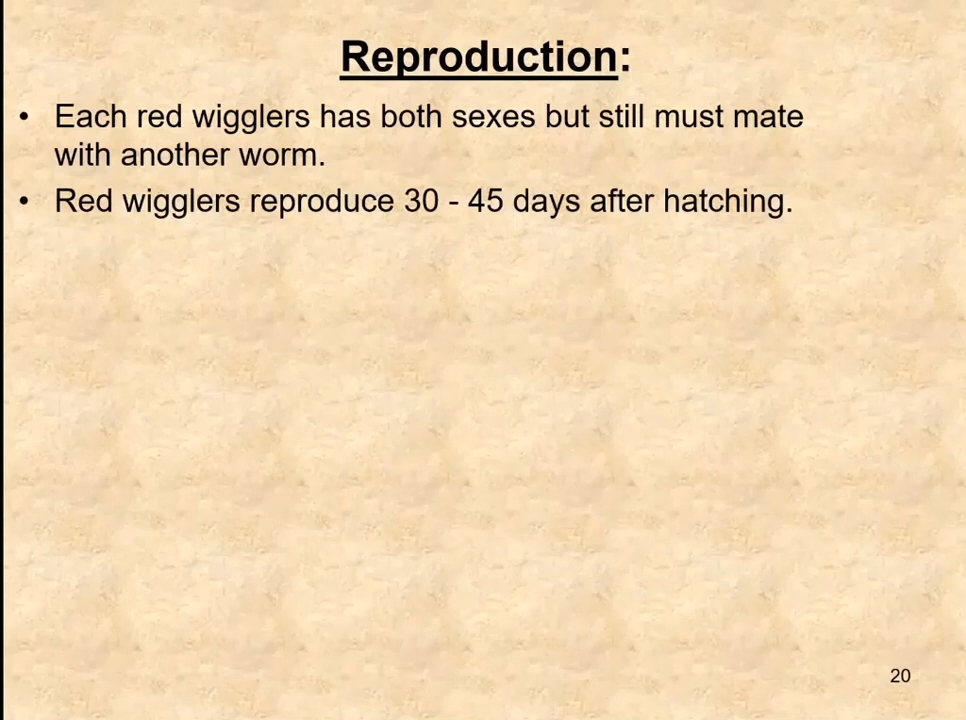 Reproduction:
• Each red wigglers has both sexes but still must mate
with another worm.
• Red wigglers reproduce 30 - 45 days after hatching.
20